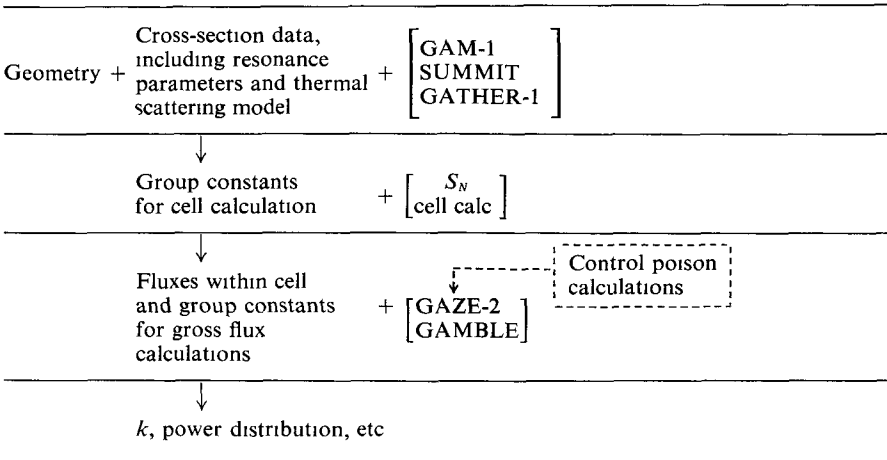 Geometry +
Cross-section data,
including resonance
parameters and thermal
scattering model
+
GAM-1
SUMMIT
GATHER-1
Group constants
for cell calculation
+
S_N
cell calc
Fluxes within cell
and group constants
for gross flux
calculations
+
GAZE-2
GAMBLE
Control poison
calculations
k, power distribution, etc